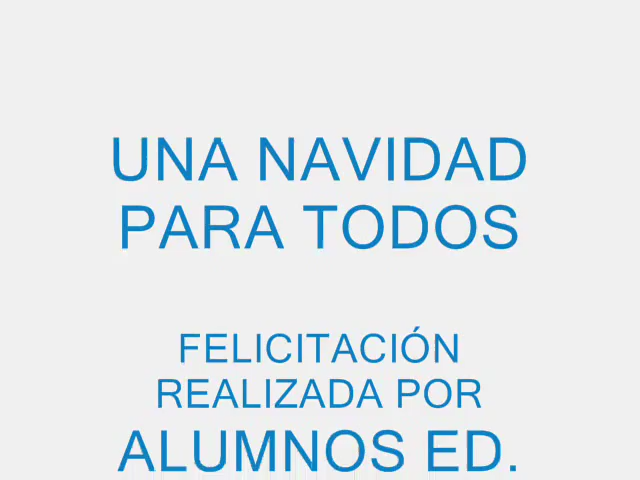 UNA NAVIDAD
PARA TODOS
FELICITACIÓN
REALIZADA POR
ALUMNOS ED.